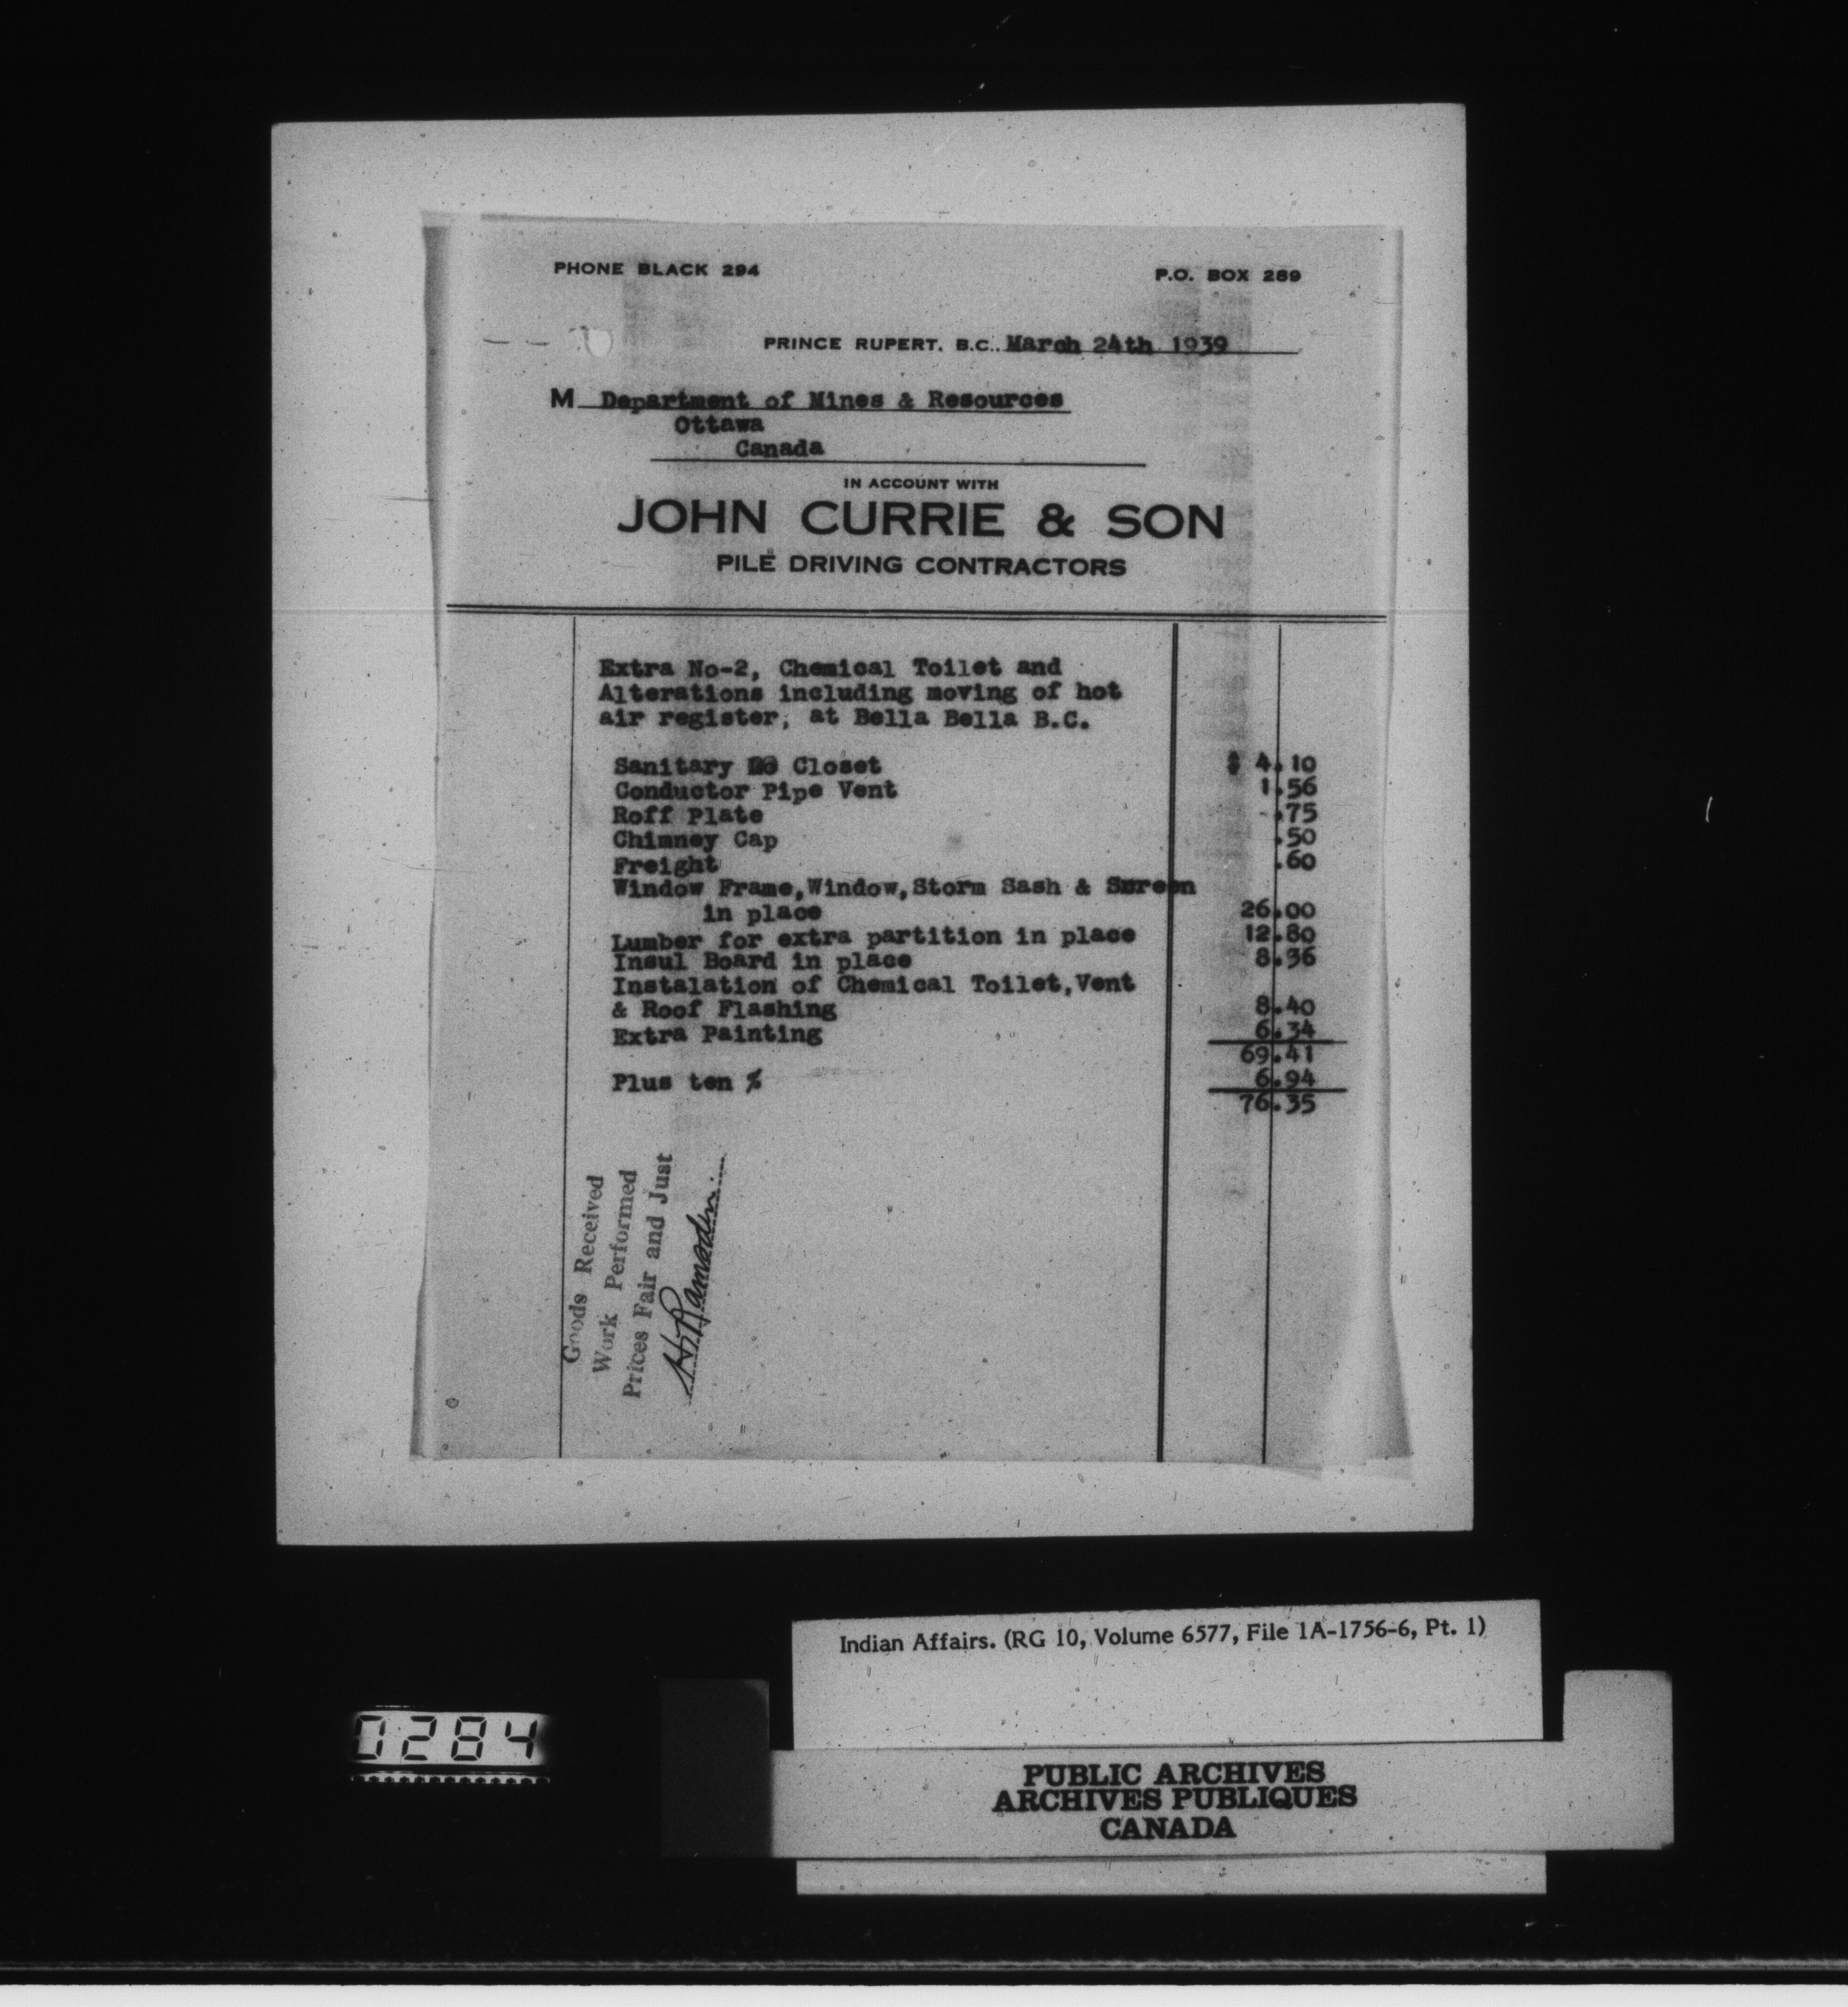 PHONE BLACK 294
P.O. BOX 289
PRINCE RUPERT, B.C. March 24th 1939
M Department of Mines & Resources
Ottawa
Canada
IN ACCOUNT WITH
JOHN CURRIE & SON
PILE DRIVING CONTRACTORS
Extra No-2, Chemical Toilet and
Alterations including moving of hot
air register, at Bella Bella B.C.
Sanitary Closet $ 4.10
Conductor Pipe Vent 1.56
Roff Plate .75
Chimney Cap .50
Freight .60
Window Frame,Window,Storm Sash & Sureen
in place 26.00
Lumber for extra partition in place 12.80
Insul Board in place 8.36
Instalation of Chemical Toilet,Vent
& Roof Flashing 8.40
Extra Painting 6.34
69.41
Plus ten % 6.94
76.35
Goods Received
Work Performed
Prices Fair and Just
H. Ramsden
Indian Affairs. (RG 10, Volume 6577, File 1A-1756-6, Pt. 1)
0284
PUBLIC ARCHIVES
ARCHIVES PUBLIQUES
CANADA